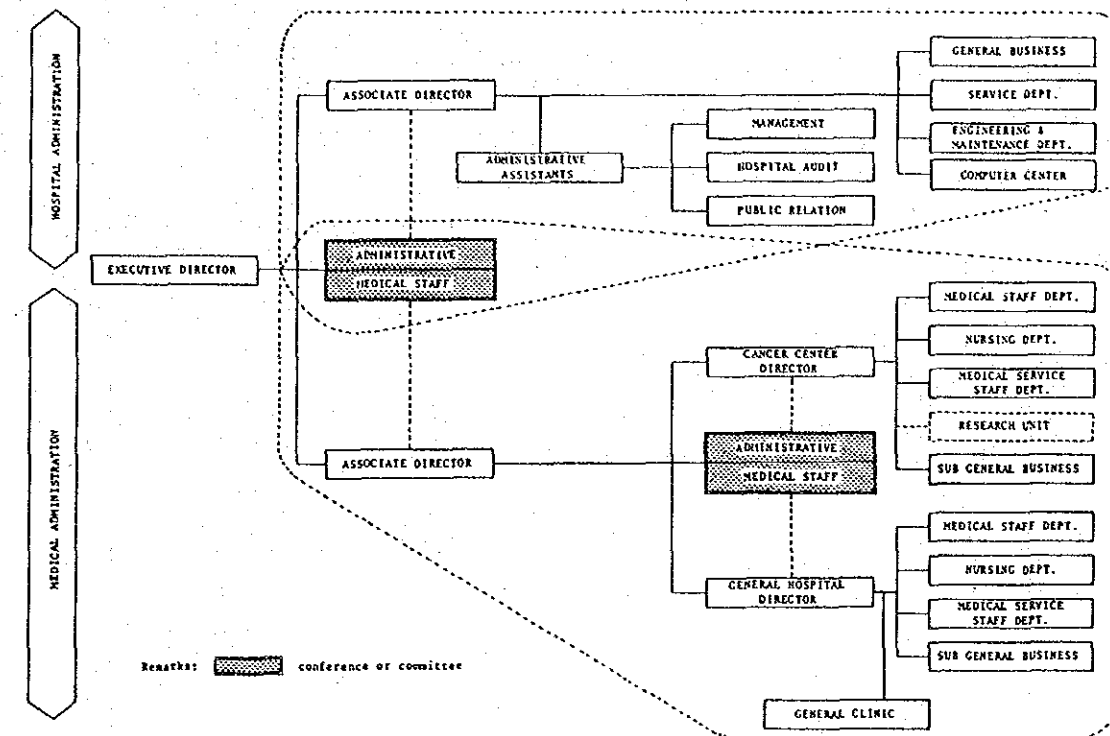 HOSPITAL ADMINISTRATION
MEDICAL ADMINISTRATION
EXECUTIVE DIRECTOR
ASSOCIATE DIRECTOR
ADMINISTRATIVE
ASSISTANTS
MANAGEMENT
HOSPITAL AUDIT
PUBLIC RELATION
GENERAL BUSINESS
SERVICE DEPT.
ENGINEERING &
MAINTENANCE DEPT.
COMPUTER CENTER
ADMINISTRATIVE
MEDICAL STAFF
ASSOCIATE DIRECTOR
CANCER CENTER
DIRECTOR
ADMINISTRATIVE
MEDICAL STAFF
GENERAL HOSPITAL
DIRECTOR
MEDICAL STAFF DEPT.
NURSING DEPT.
MEDICAL SERVICE
STAFF DEPT.
RESEARCH UNIT
SUB GENERAL BUSINESS
MEDICAL STAFF DEPT.
NURSING DEPT.
MEDICAL SERVICE
STAFF DEPT.
SUB GENERAL BUSINESS
GENERAL CLINIC
Remarks: conference or committee